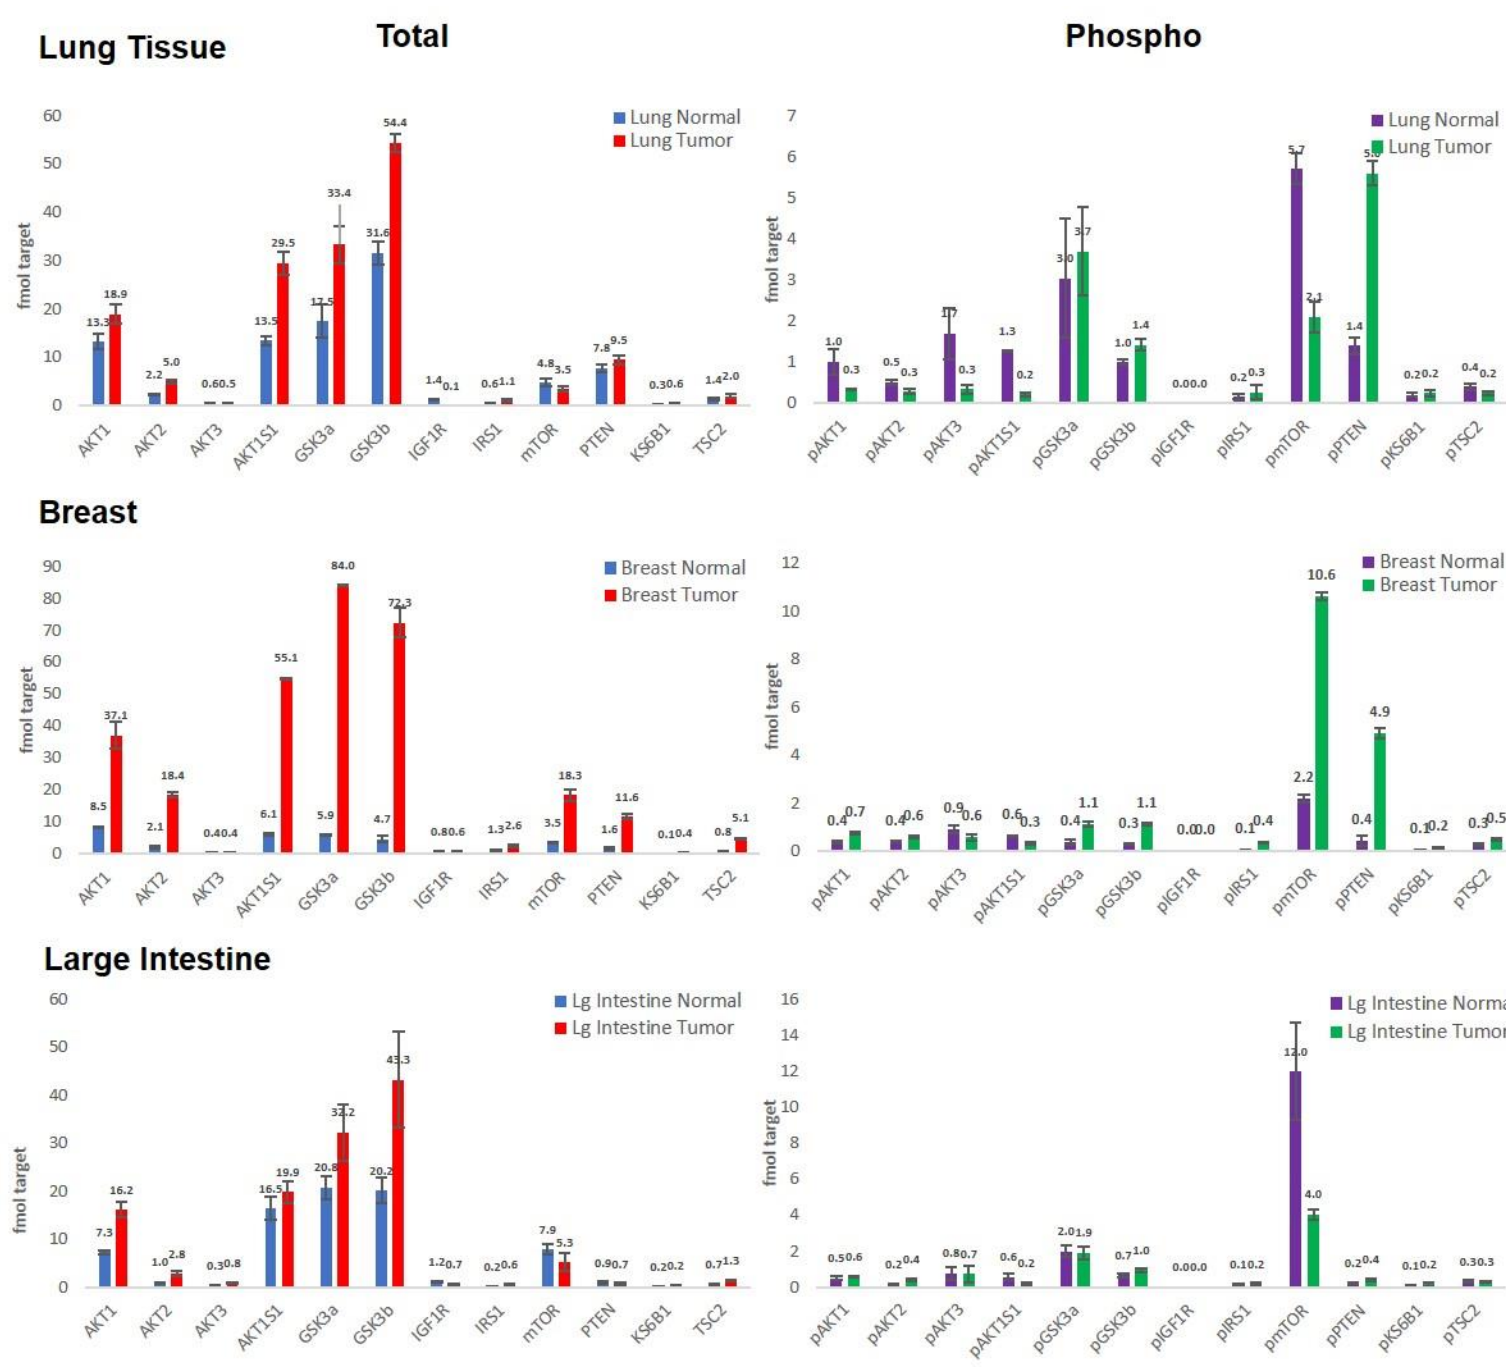 Lung Tissue
Total
Phospho
Lung Normal
Lung Tumor
fmol target
60
50
40
30
20
10
0
13.3
18.9
2.2
5.0
0.6
0.5
13.5
29.5
17.5
33.4
31.6
54.4
1.4
0.1
0.6
1.1
4.8
3.5
7.8
9.5
0.3
0.6
1.4
2.0
AKT1
AKT2
AKT3
AKT1S1
GSK3a
GSK3b
IGF1R
IRS1
mTOR
PTEN
KS6B1
TSC2
Lung Normal
Lung Tumor
fmol target
7
6
5
4
3
2
1
0
1.0
0.3
0.5
0.3
1.7
0.3
1.3
0.2
3.0
3.7
1.0
1.4
0.0
0.0
0.2
0.3
5.7
2.1
1.4
0.2
0.2
0.4
0.2
pAKT1
pAKT2
pAKT3
pAKT1S1
pGSK3a
pGSK3b
pIGF1R
pIRS1
pmTOR
pPTEN
pKS6B1
pTSC2
Breast
Breast Normal
Breast Tumor
fmol target
90
80
70
60
50
40
30
20
10
0
8.5
37.1
2.1
18.4
0.4
0.4
6.1
55.1
5.9
84.0
4.7
72.3
0.8
0.6
1.3
2.6
3.5
18.3
1.6
11.6
0.1
0.4
0.8
5.1
AKT1
AKT2
AKT3
AKT1S1
GSK3a
GSK3b
IGF1R
IRS1
mTOR
PTEN
KS6B1
TSC2
Breast Normal
Breast Tumor
fmol target
12
10
8
6
4
2
0
0.4
0.7
0.4
0.6
0.9
0.6
0.6
0.3
0.4
1.1
0.3
1.1
0.0
0.0
0.1
0.4
2.2
10.6
0.4
4.9
0.1
0.2
0.3
0.5
pAKT1
pAKT2
pAKT3
pAKT1S1
pGSK3a
pGSK3b
pIGF1R
pIRS1
pmTOR
pPTEN
pKS6B1
pTSC2
Large Intestine
Lg Intestine Normal
Lg Intestine Tumor
fmol target
60
50
40
30
20
10
0
7.3
16.2
1.0
2.8
0.3
0.8
16.5
19.9
20.8
32.2
20.2
43.3
1.2
0.7
0.2
0.6
7.9
5.3
0.9
0.7
0.2
0.2
0.7
1.3
AKT1
AKT2
AKT3
AKT1S1
GSK3a
GSK3b
IGF1R
IRS1
mTOR
PTEN
KS6B1
TSC2
Lg Intestine Norma
Lg Intestine Tumor
fmol target
16
14
12
10
8
6
4
2
0
0.5
0.6
0.2
0.4
0.8
0.7
0.6
0.2
2.0
1.9
0.7
1.0
0.0
0.0
0.1
0.2
12.0
4.0
0.2
0.4
0.1
0.2
0.3
0.3
pAKT1
pAKT2
pAKT3
pAKT1S1
pGSK3a
pGSK3b
pIGF1R
pIRS1
pmTOR
pPTEN
pKS6B1
pTSC2